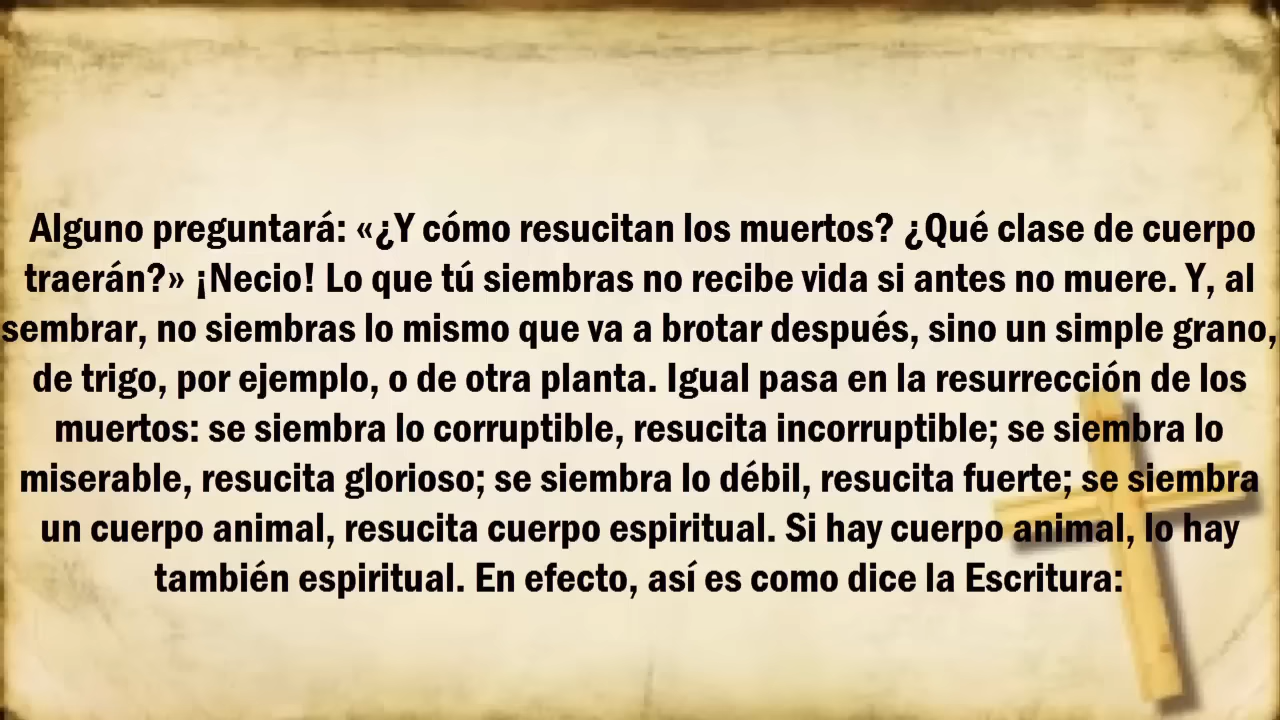 Alguno preguntará: «¿Y cómo resucitan los muertos? ¿Qué clase de cuerpo
traerán?» ¡Necio! Lo que tú siembras no recibe vida si antes no muere. Y, al
sembrar, no siembras lo mismo que va a brotar después, sino un simple grano,
de trigo, por ejemplo, o de otra planta. Igual pasa en la resurrección de los
muertos: se siembra lo corruptible, resucita incorruptible; se siembra lo
miserable, resucita glorioso; se siembra lo débil, resucita fuerte; se siembra
un cuerpo animal, resucita cuerpo espiritual. Si hay cuerpo animal, lo hay
también espiritual. En efecto, así es como dice la Escritura: